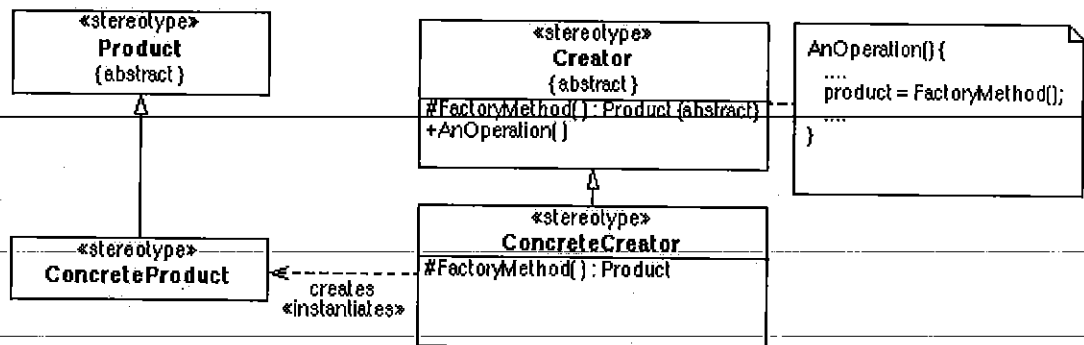 «stereotype»
Product
{abstract}
«stereotype»
Creator
{abstract}
#FactoryMethod() : Product {abstract}
+AnOperation()
AnOperation() {
....
product = FactoryMethod();
....
}
«stereotype»
ConcreteProduct
creates
«instantiates»
«stereotype»
ConcreteCreator
#FactoryMethod() : Product